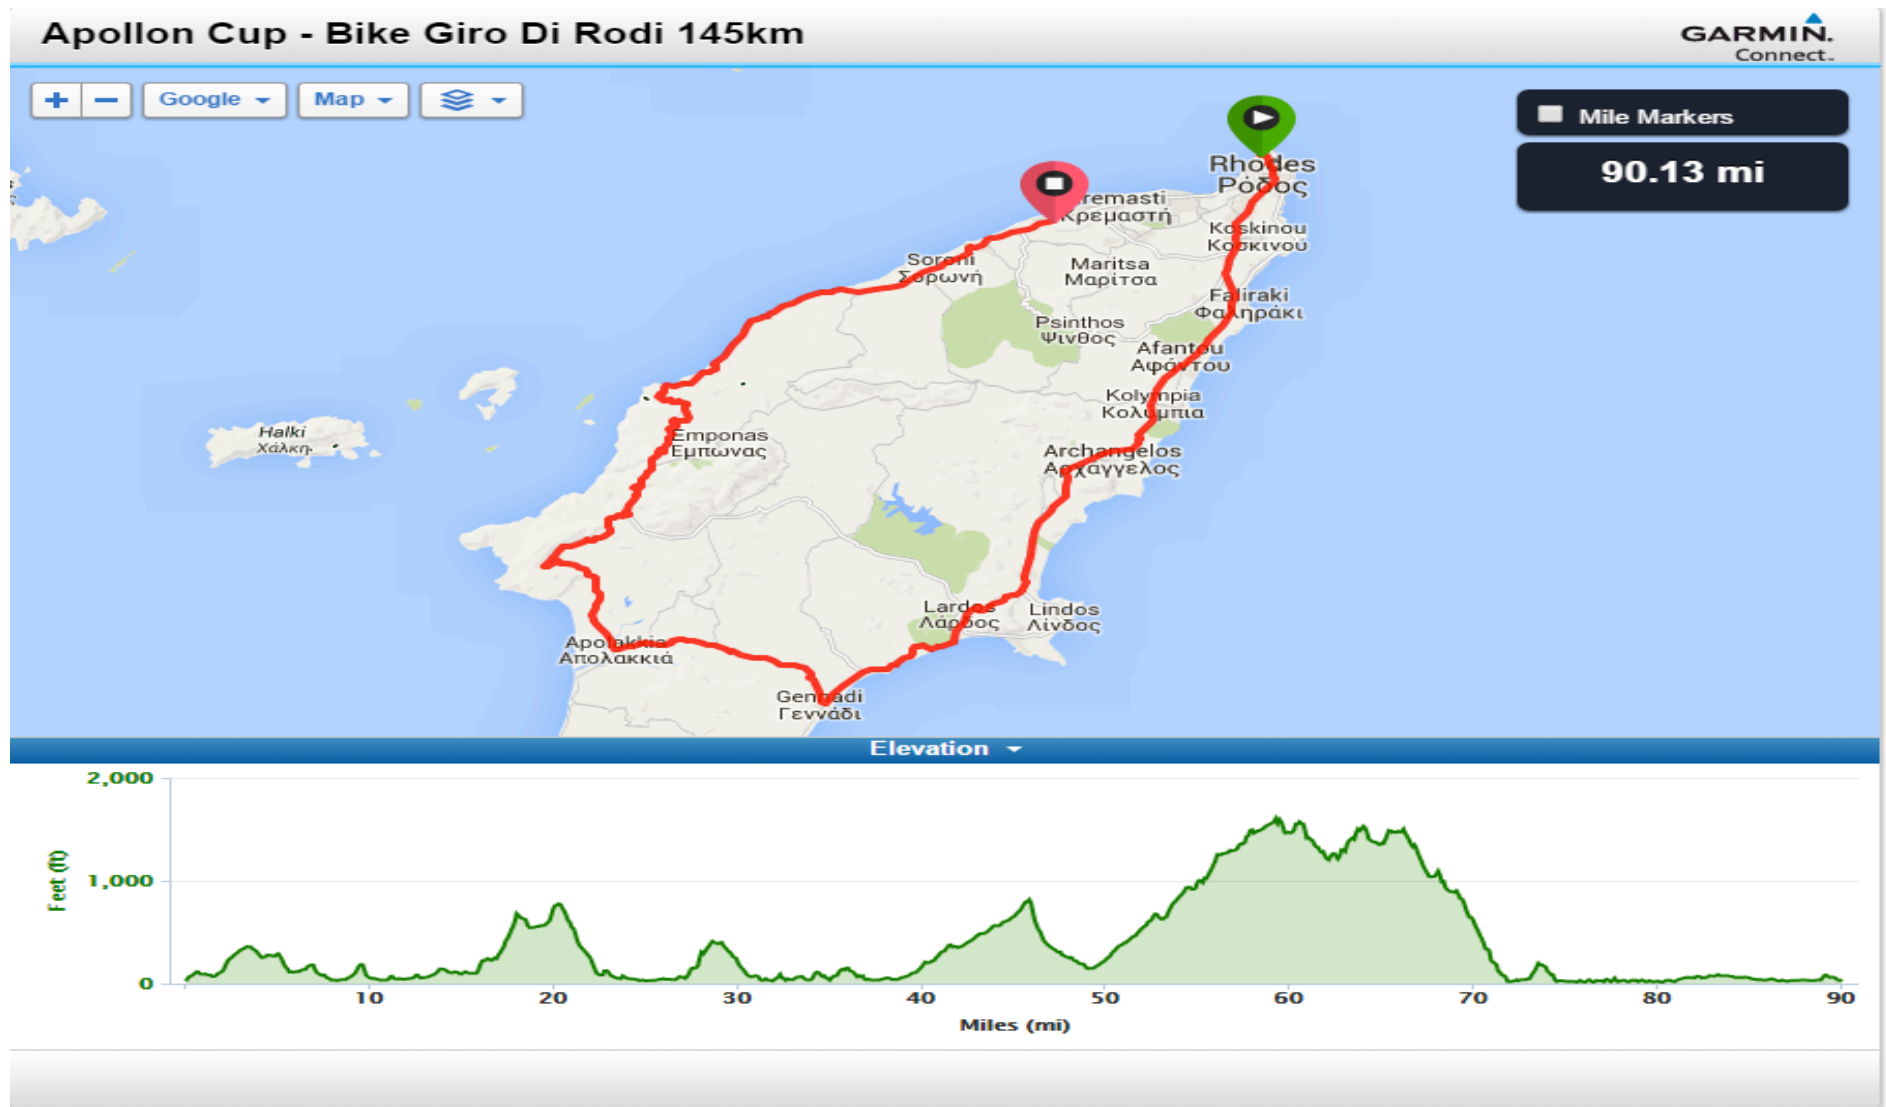 Apollon Cup - Bike Giro Di Rodi 145km
GARMIN.
Connect
Google
Map
Mile Markers
90.13 mi
Rhodes
Ρόδος
remasti
Κρεμαστή
Koskinou
Κοσκινού
Soroni
Σορωνή
Maritsa
Μαρίτσα
Faliraki
Φαληράκι
Psinthos
Ψινθος
Afantou
Αφάντου
Kolympia
Κολύμπια
Halki
Χάλκη
Emponas
Εμπωνας
Archangelos
Αρχαγγελος
Lardos
Λάρδος
Lindos
Λίνδος
Apolakkia
Απολακκιά
Gennadi
Γεννάδι
Elevation
2,000
1,000
0
Feet (ft)
10 20 30 40 50 60 70 80 90
Miles (mi)